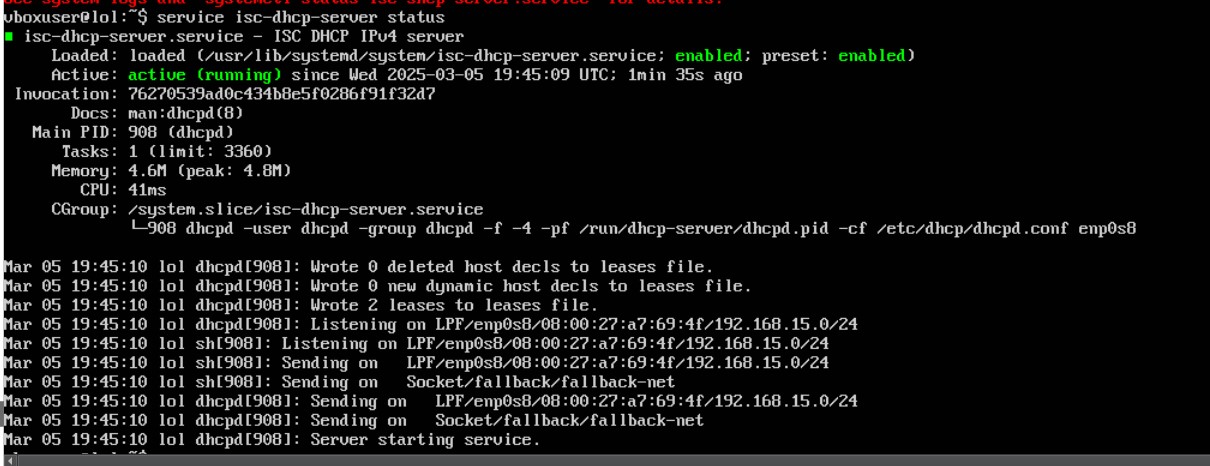 See system logs and 'systemctl status isc-dhcp-server.service' for details.
vboxuser@lol:~$ service isc-dhcp-server status
isc-dhcp-server.service - ISC DHCP IPv4 server
Loaded: loaded (/usr/lib/systemd/system/isc-dhcp-server.service; enabled; preset: enabled)
Active: active (running) since Wed 2025-03-05 19:45:09 UTC; 1min 35s ago
Invocation: 76270539ad0c434b8e5f0286f91f32d7
Docs: man:dhcpd(8)
Main PID: 908 (dhcpd)
Tasks: 1 (limit: 3360)
Memory: 4.6M (peak: 4.8M)
CPU: 41ms
CGroup: /system.slice/isc-dhcp-server.service
└─908 dhcpd -user dhcpd -group dhcpd -f -4 -pf /run/dhcp-server/dhcpd.pid -cf /etc/dhcp/dhcpd.conf enp0s8
Mar 05 19:45:10 lol dhcpd[908]: Wrote 0 deleted host decls to leases file.
Mar 05 19:45:10 lol dhcpd[908]: Wrote 0 new dynamic host decls to leases file.
Mar 05 19:45:10 lol dhcpd[908]: Wrote 2 leases to leases file.
Mar 05 19:45:10 lol dhcpd[908]: Listening on LPF/enp0s8/08:00:27:a7:69:4f/192.168.15.0/24
Mar 05 19:45:10 lol sh[908]: Listening on LPF/enp0s8/08:00:27:a7:69:4f/192.168.15.0/24
Mar 05 19:45:10 lol sh[908]: Sending on   LPF/enp0s8/08:00:27:a7:69:4f/192.168.15.0/24
Mar 05 19:45:10 lol sh[908]: Sending on   Socket/fallback/fallback-net
Mar 05 19:45:10 lol dhcpd[908]: Sending on   LPF/enp0s8/08:00:27:a7:69:4f/192.168.15.0/24
Mar 05 19:45:10 lol dhcpd[908]: Sending on   Socket/fallback/fallback-net
Mar 05 19:45:10 lol dhcpd[908]: Server starting service.